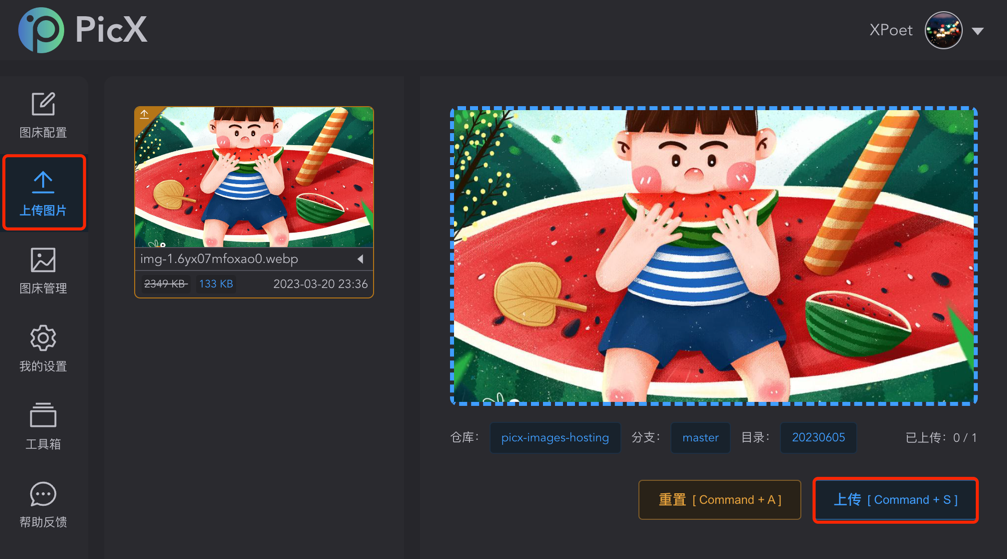 PicX
XPoet
图床配置
上传图片
图床管理
我的设置
工具箱
帮助反馈
img-1.6yx07mfoxao0.webp
2349 KB 133 KB 2023-03-20 23:36
仓库： picx-images-hosting 分支： master 目录： 20230605 已上传：0 / 1
重置 [ Command + A ] 上传 [ Command + S ]